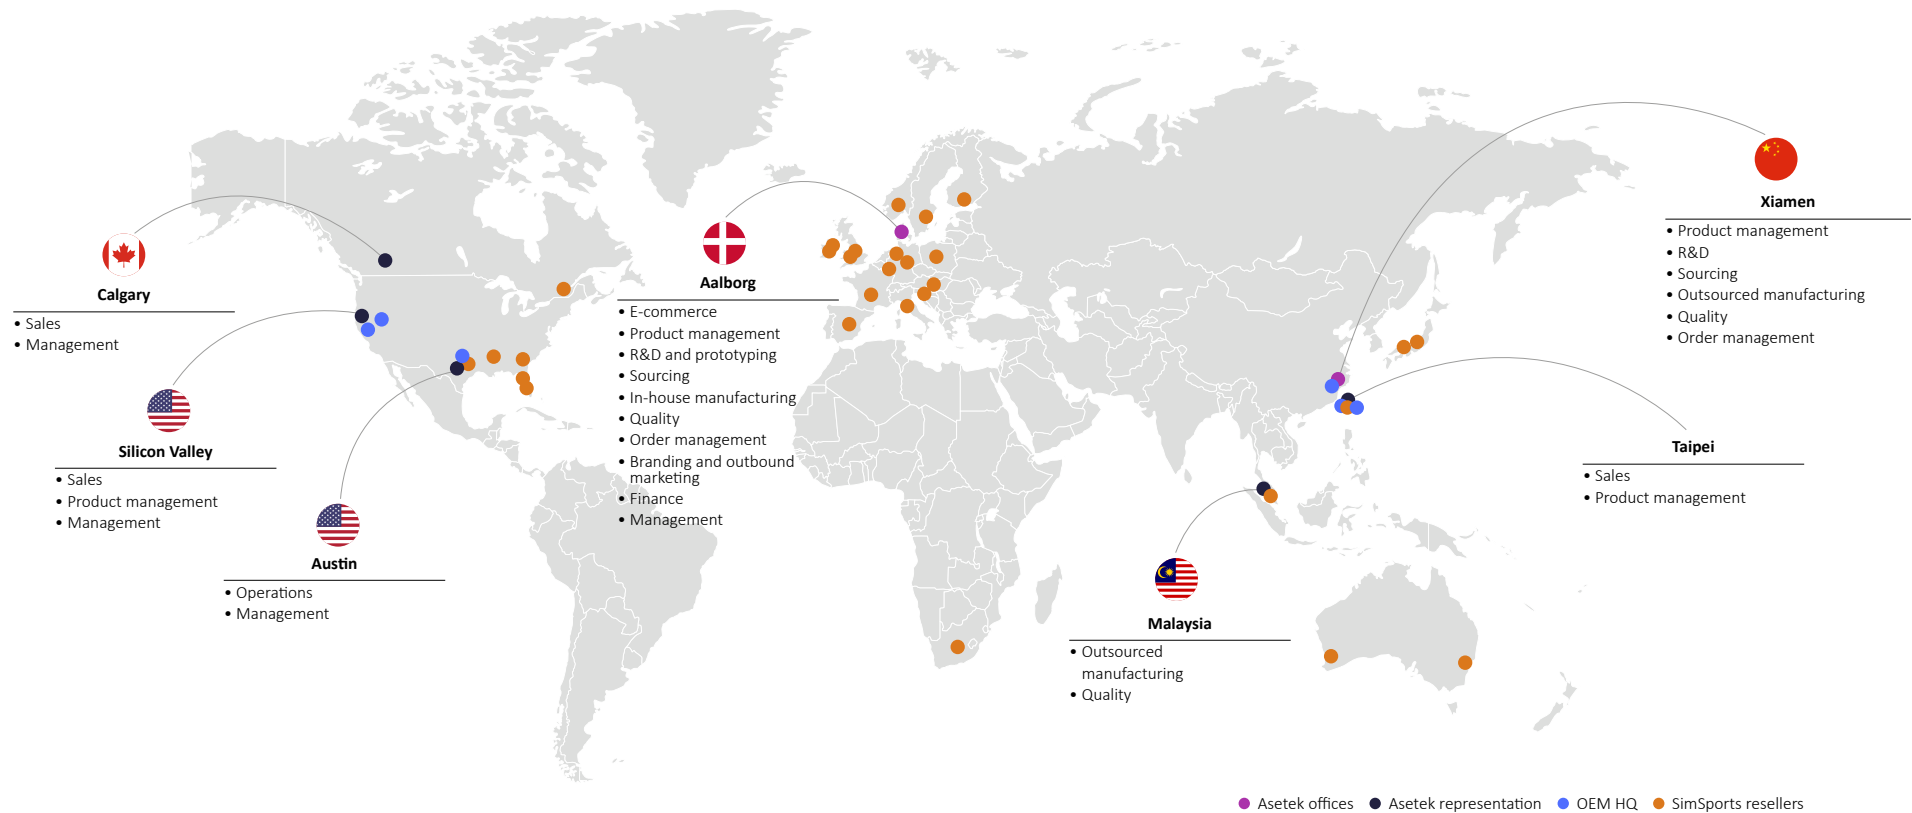 Calgary
• Sales
• Management
Silicon Valley
• Sales
• Product management
• Management
Austin
• Operations
• Management
Aalborg
• E-commerce
• Product management
• R&D and prototyping
• Sourcing
• In-house manufacturing
• Quality
• Order management
• Branding and outbound
marketing
• Finance
• Management
Xiamen
• Product management
• R&D
• Sourcing
• Outsourced manufacturing
• Quality
• Order management
Taipei
• Sales
• Product management
Malaysia
• Outsourced
manufacturing
• Quality
Asetek offices
Asetek representation
OEM HQ
SimSports resellers